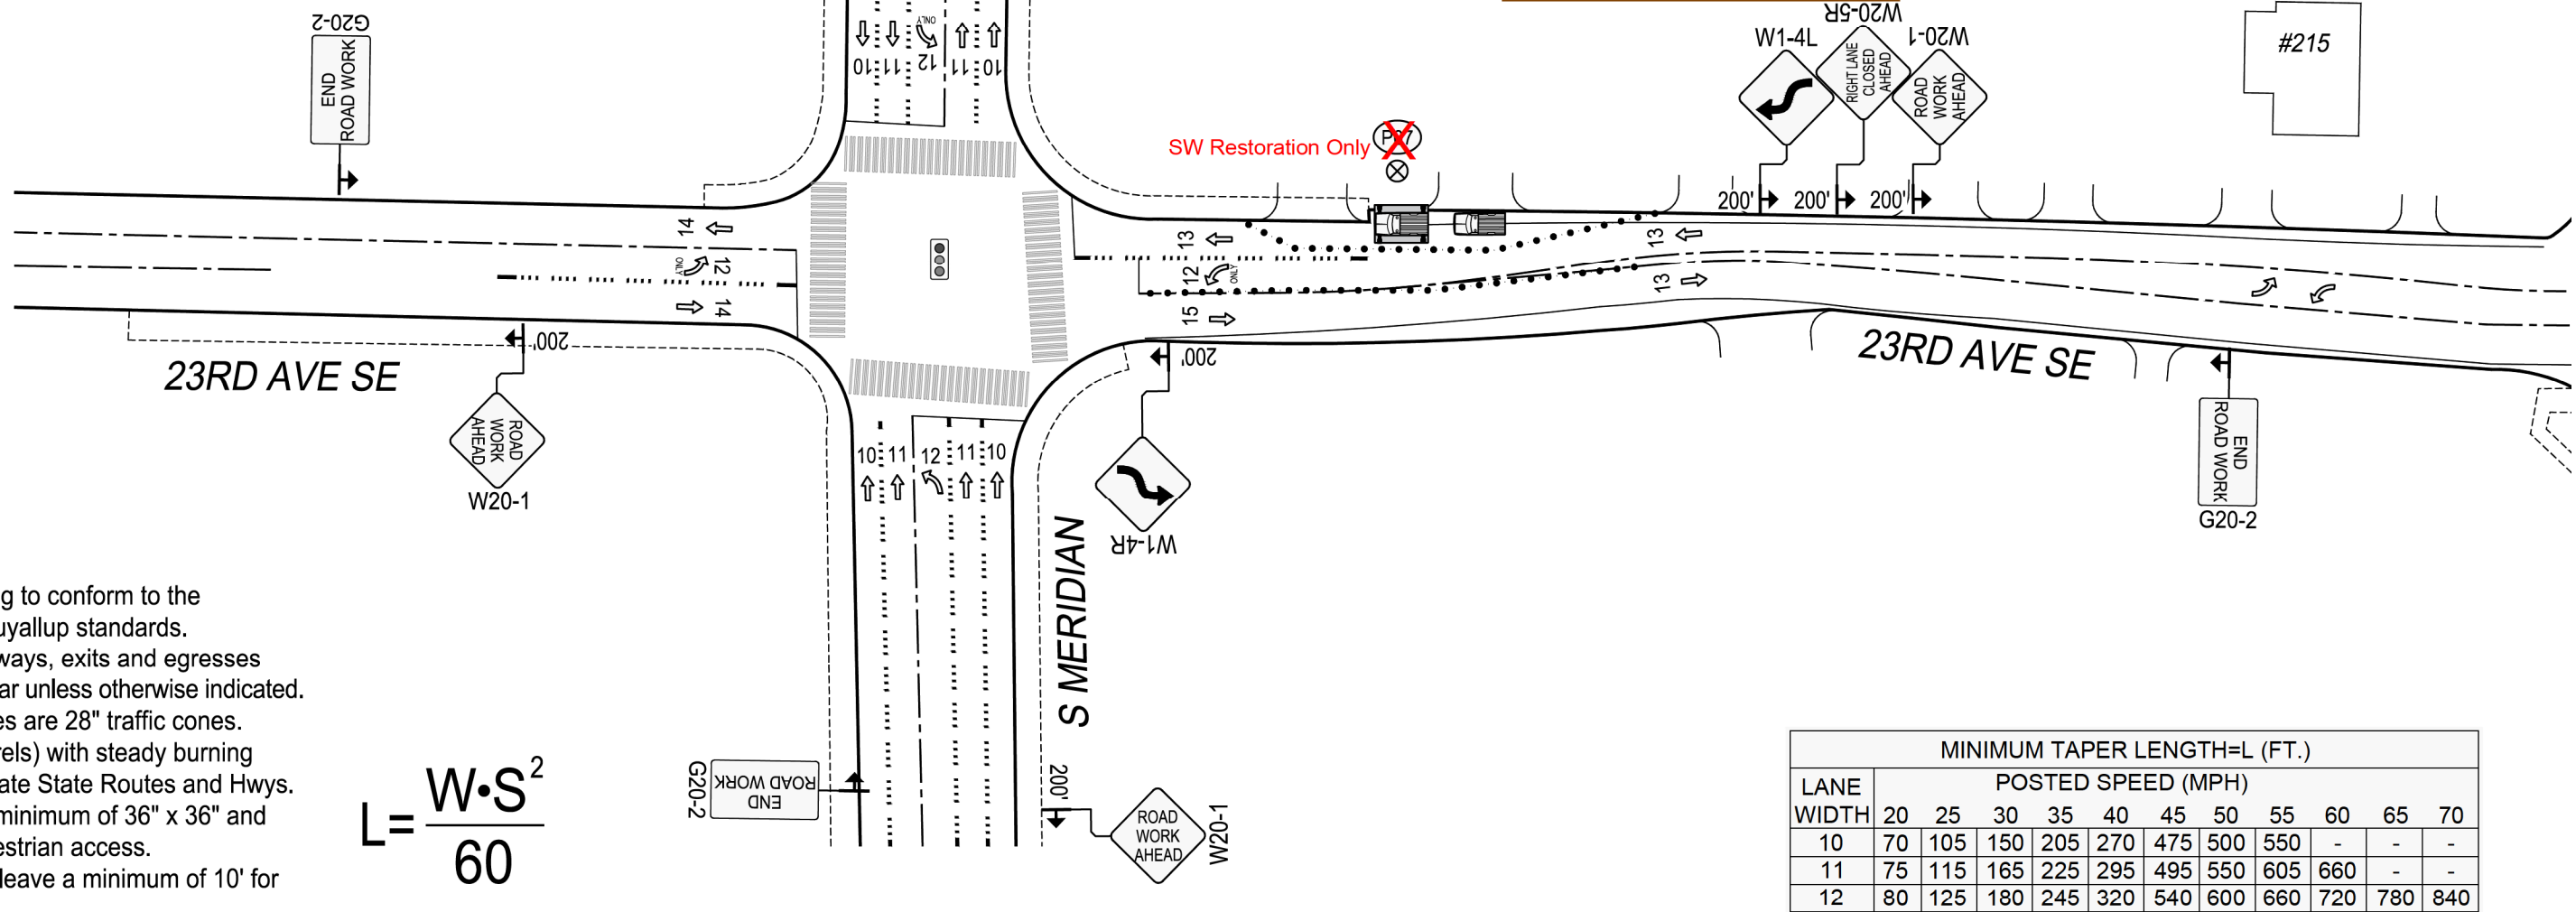 G20-2
END
ROAD WORK
10
11
12
ONLY
11
10
SW Restoration Only
W1-4L
W20-5R
RIGHT LANE
CLOSED
AHEAD
W20-1
ROAD
WORK
AHEAD
#215
200'
200'
200'
14
12
ONLY
14
13
12
ONLY
15
13
13
200'
23RD AVE SE
ROAD
WORK
AHEAD
W20-1
200'
W1-4R
23RD AVE SE
END
ROAD WORK
G20-2
10
11
12
11
10
S MERIDIAN
G20-2
END
ROAD WORK
200'
ROAD
WORK
AHEAD
W20-1
g to conform to the
uyallup standards.
ways, exits and egresses
ar unless otherwise indicated.
es are 28" traffic cones.
rels) with steady burning
ate State Routes and Hwys.
minimum of 36" x 36" and
estrian access.
leave a minimum of 10' for
L= W•S²
60
MINIMUM TAPER LENGTH=L (FT.)
LANE WIDTH POSTED SPEED (MPH)
20 25 30 35 40 45 50 55 60 65 70
10 70 105 150 205 270 475 500 550 - - -
11 75 115 165 225 295 495 550 605 660 - -
12 80 125 180 245 320 540 600 660 720 780 840